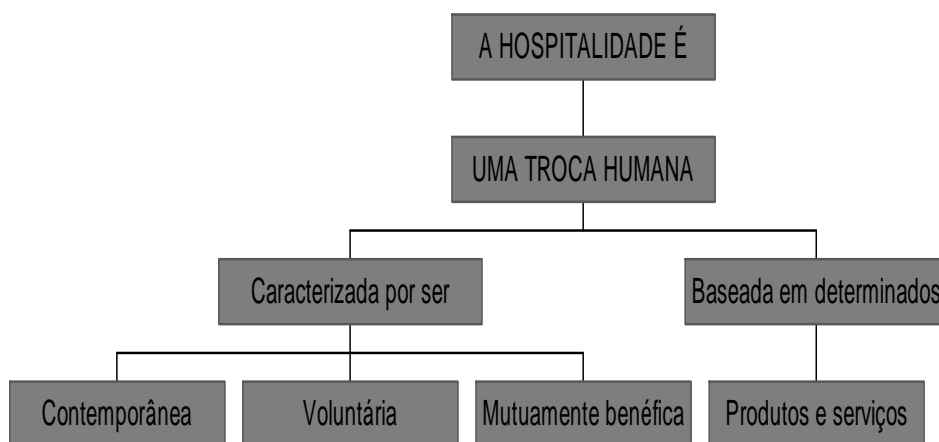 A HOSPITALIDADE É
UMA TROCA HUMANA
Caracterizada por ser
Baseada em determinados
Contemporânea
Voluntária
Mutuamente benéfica
Produtos e serviços